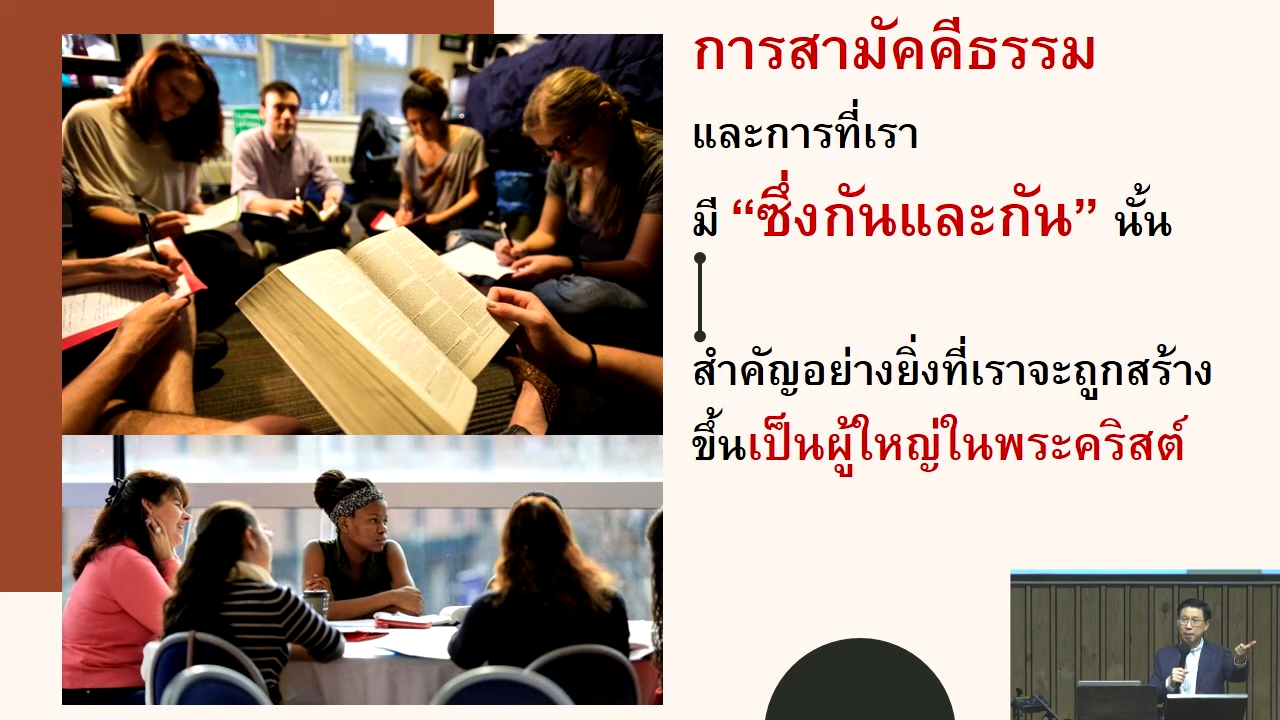 การสามัคคีธรรม
และการที่เรา
มี “ซึ่งกันและกัน” นั้น
สำคัญอย่างยิ่งที่เราจะถูกสร้าง
ขึ้นเป็นผู้ใหญ่ในพระคริสต์